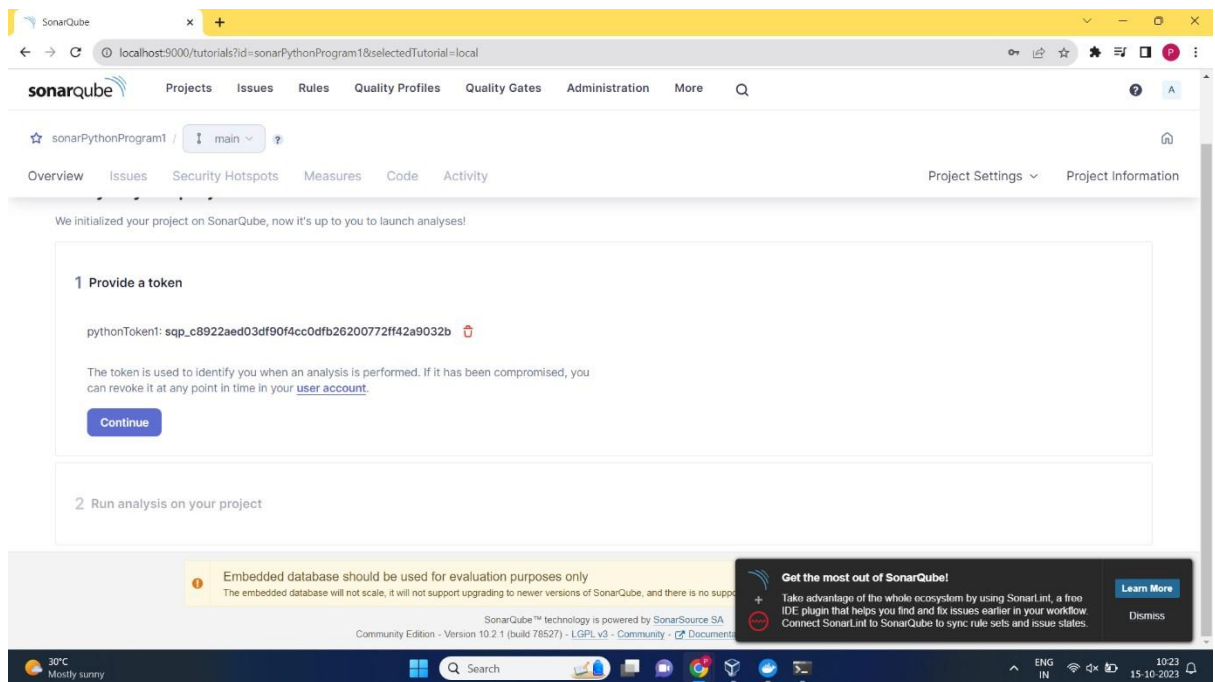 SonarQube
localhost:9000/tutorials?id=sonarPythonProgram1&selectedTutorial=local
P
sonarqube Projects Issues Rules Quality Profiles Quality Gates Administration More ? A
sonarPythonProgram1 / main ?
Overview Issues Security Hotspots Measures Code Activity Project Settings Project Information
We initialized your project on SonarQube, now it's up to you to launch analyses!
1 Provide a token
pythonToken1: sqp_c8922aed03df90f4cc0dfb26200772ff42a9032b
The token is used to identify you when an analysis is performed. If it has been compromised, you
can revoke it at any point in time in your user account.
Continue
2 Run analysis on your project
Embedded database should be used for evaluation purposes only
The embedded database will not scale, it will not support upgrading to newer versions of SonarQube, and there is no
SonarQube™ technology is powered by SonarSource SA
Community Edition - Version 10.2.1 (build 78527) - LGPL v3 - Community -
Get the most out of SonarQube!
Take advantage of the whole ecosystem by using SonarLint, a free
IDE plugin that helps you find and fix issues earlier in your workflow.
Connect SonarLint to SonarQube to sync rule sets and issue states.
Learn More
Dismiss
30°C
Mostly sunny
Search
ENG
IN
10:23
15-10-2023